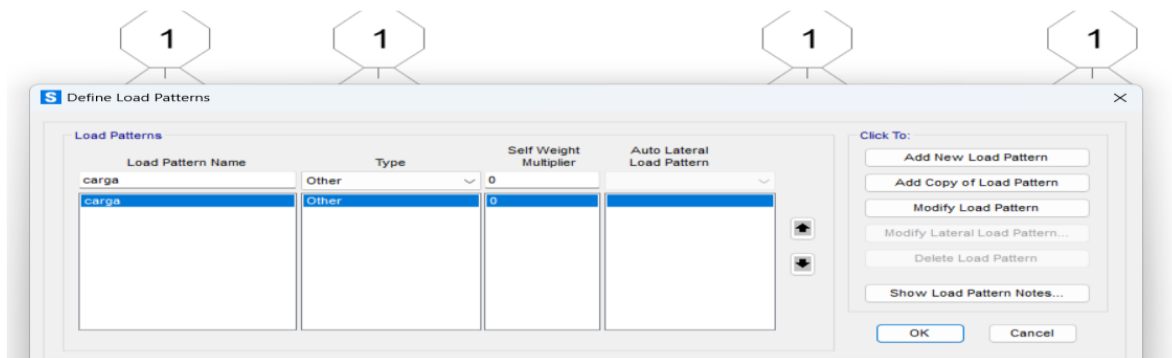 1 1 1 1
S Define Load Patterns
Load Patterns
Click To:
Load Pattern Name Type Self Weight Multiplier Auto Lateral Load Pattern
carga Other 0
carga Other 0
Add New Load Pattern
Add Copy of Load Pattern
Modify Load Pattern
Modify Lateral Load Pattern...
Delete Load Pattern
Show Load Pattern Notes...
OK Cancel